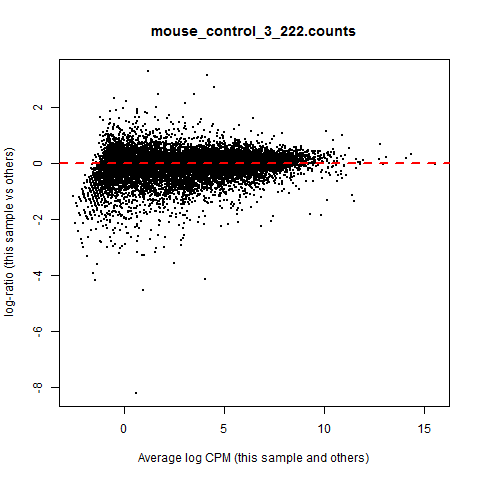 mouse_control_3_222.counts
log-ratio (this sample vs others)
2
0
-2
-4
-6
-8
0 5 10 15
Average log CPM (this sample and others)